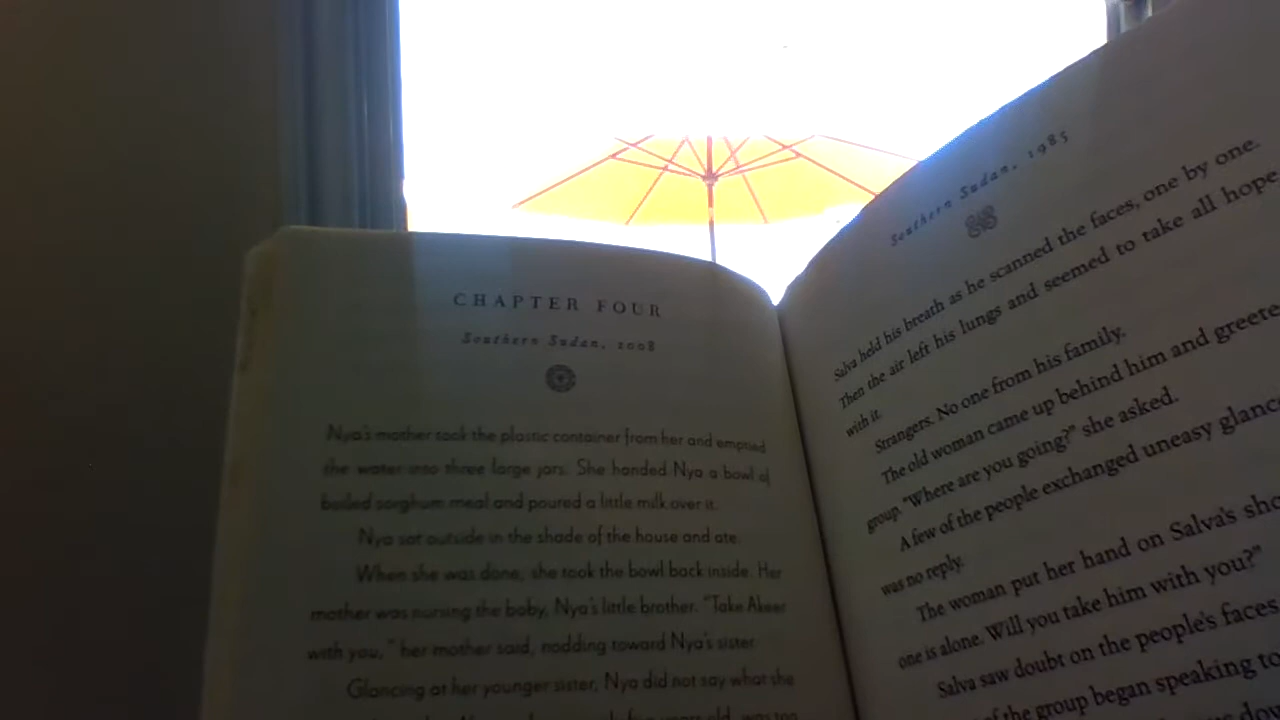 CHAPTER FOUR
Southern Sudan, 2008
Nya's mother took the plastic container from her and emptied
the water into three large jars. She handed Nya a bowl of
boiled sorghum meal and poured a little milk over it.
Nya sat outside in the shade of the house and ate.
When she was done, she took the bowl back inside. Her
mother was nursing the baby, Nya's little brother. "Take Akeer
with you," her mother said, nodding toward Nya's sister.
Glancing at her younger sister, Nya did not say what she
Southern Sudan, 1985
Salva held his breath as he scanned the faces, one by one.
Then the air left his lungs and seemed to take all hope
with it.
Strangers. No one from his family.
The old woman came up behind him and greete
group. "Where are you going?" she asked.
A few of the people exchanged uneasy glanc
was no reply.
The woman put her hand on Salva's sho
one is alone. Will you take him with you?"
Salva saw doubt on the people's faces
of the group began speaking to